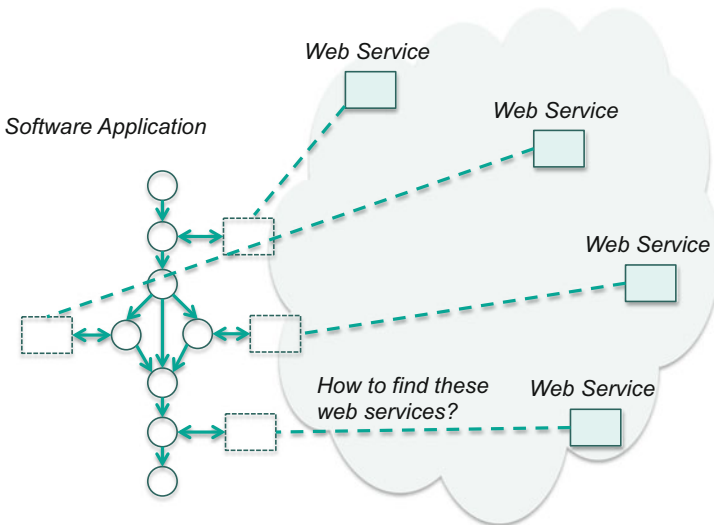 Web Service
Web Service
Software Application
Web Service
How to find these
web services?
Web Service